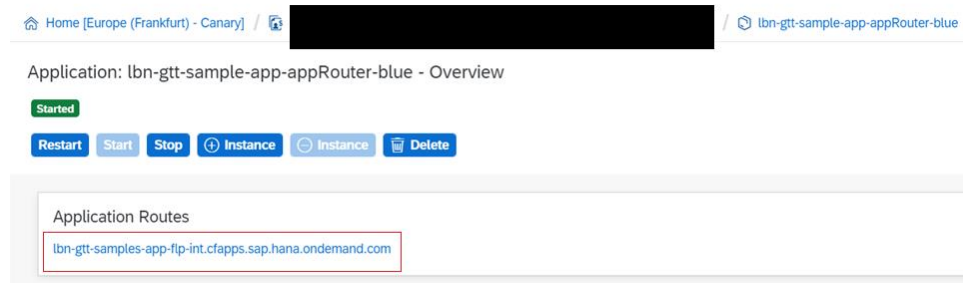 Home [Europe (Frankfurt) - Canary] / / lbn-gtt-sample-app-appRouter-blue
Application: lbn-gtt-sample-app-appRouter-blue - Overview
Started
Restart Start Stop Instance Instance Delete
Application Routes
lbn-gtt-samples-app-flp-int.cfapps.sap.hana.ondemand.com